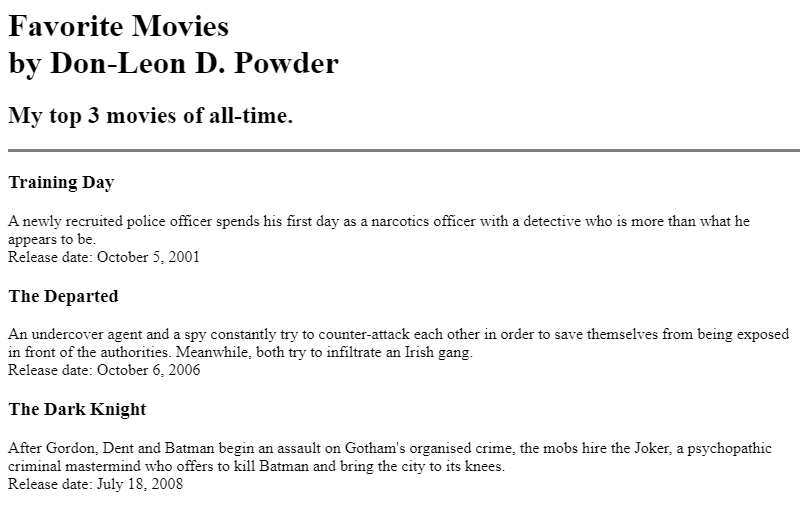 Favorite Movies
by Don-Leon D. Powder
My top 3 movies of all-time.
Training Day
A newly recruited police officer spends his first day as a narcotics officer with a detective who is more than what he
appears to be.
Release date: October 5, 2001
The Departed
An undercover agent and a spy constantly try to counter-attack each other in order to save themselves from being exposed
in front of the authorities. Meanwhile, both try to infiltrate an Irish gang.
Release date: October 6, 2006
The Dark Knight
After Gordon, Dent and Batman begin an assault on Gotham's organised crime, the mobs hire the Joker, a psychopathic
criminal mastermind who offers to kill Batman and bring the city to its knees.
Release date: July 18, 2008